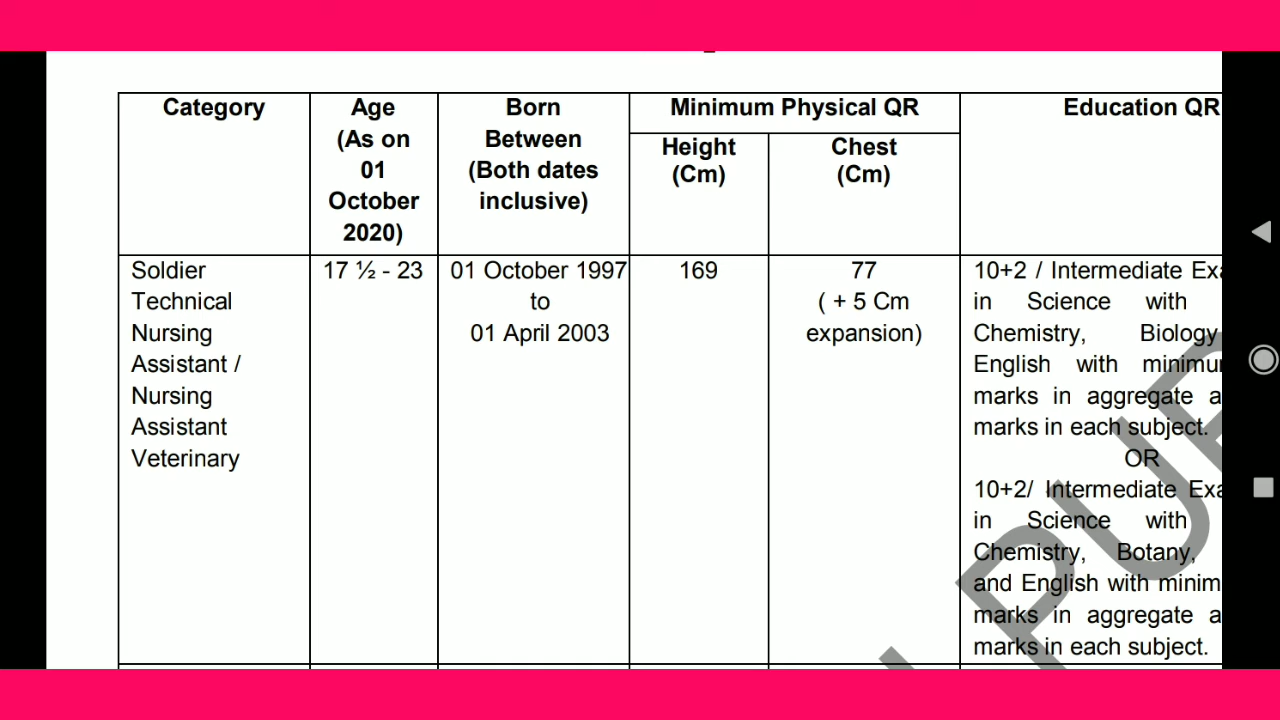 Category
Age
(As on
01
October
2020)
Born
Between
(Both dates
inclusive)
Minimum Physical QR
Height
(Cm)
Chest
(Cm)
Education QR
Soldier
Technical
Nursing
Assistant /
Nursing
Assistant
Veterinary
17 ½ - 23
01 October 1997
to
01 April 2003
169
77
( + 5 Cm
expansion)
10+2 / Intermediate
in Science with
Chemistry, Biology
English with
marks in aggregate
marks in each subject.
OR
10+2/ Intermediate
in Science with
Chemistry, Botany,
and English with
marks in aggregate
marks in each subject.